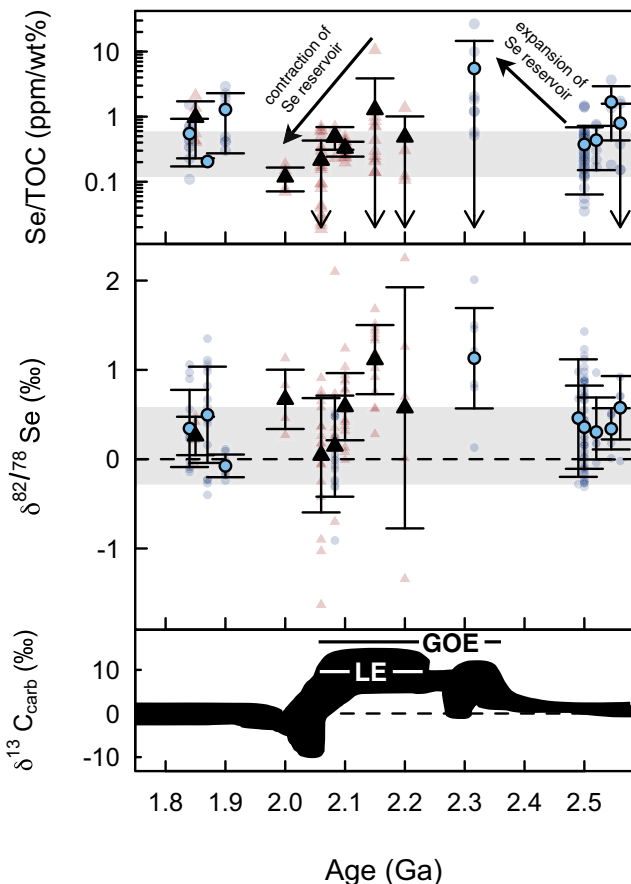 Se/TOC (ppm/wt%)
10
1
0.1
contraction of
Se reservoir
expansion of
Se reservoir
δ82/78 Se (‰)
2
1
0
-1
δ13 Ccarb (‰)
10
0
-10
GOE
LE
1.8 1.9 2.0 2.1 2.2 2.3 2.4 2.5
Age (Ga)